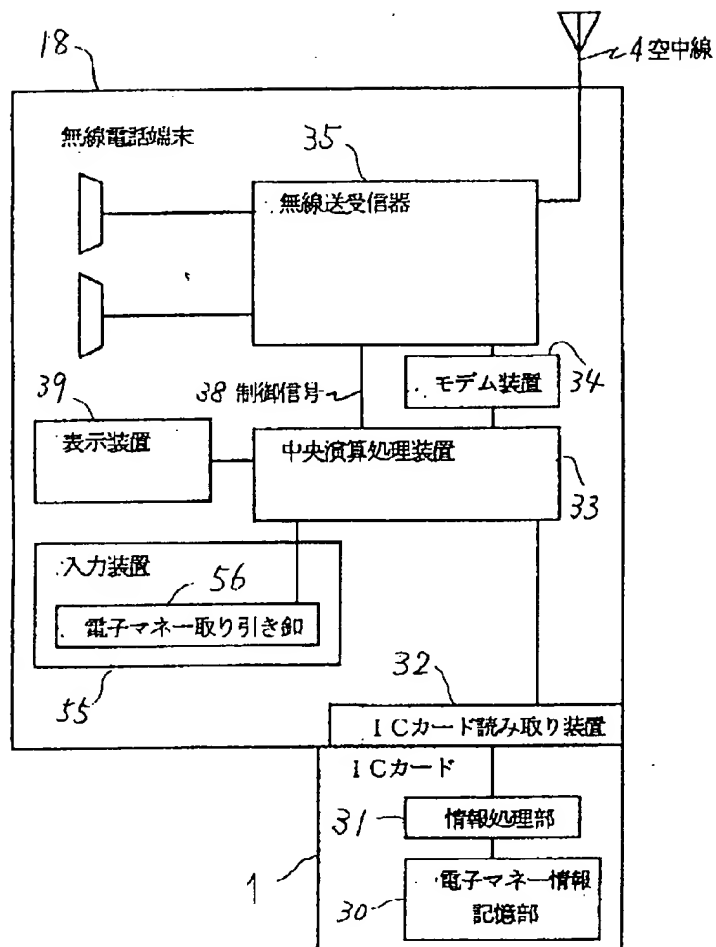 18
4 空中線
無線電話端末
35
無線送受信器
38 制御信号
モデム装置
34
39
表示装置
中央演算処理装置
33
入力装置
56
電子マネー取り引き釦
55
32
ICカード読み取り装置
ICカード
31
情報処理部
1
30
電子マネー情報
記憶部